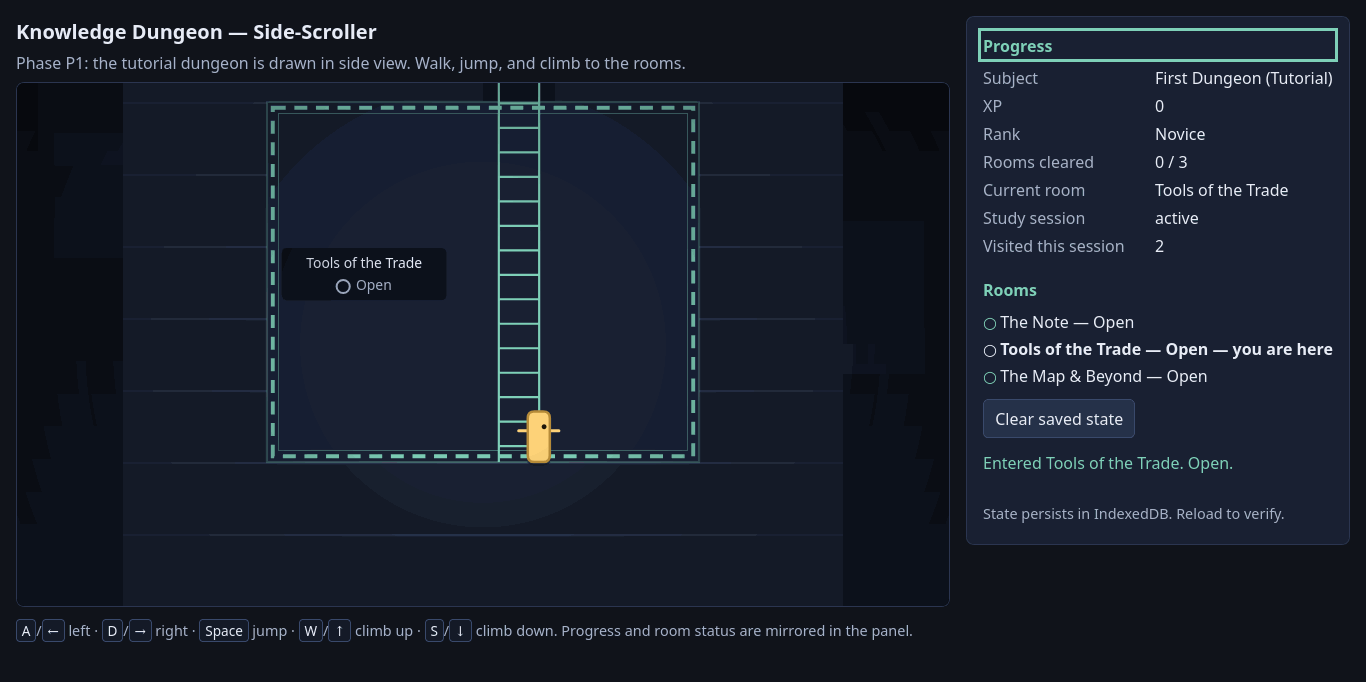 Knowledge Dungeon — Side-Scroller
Phase P1: the tutorial dungeon is drawn in side view. Walk, jump, and climb to the rooms.
Tools of the Trade
Open
A/← left · D/→ right · Space jump · W/↑ climb up · S/↓ climb down. Progress and room status are mirrored in the panel.
Progress
Subject First Dungeon (Tutorial)
XP 0
Rank Novice
Rooms cleared 0 / 3
Current room Tools of the Trade
Study session active
Visited this session 2
Rooms
○ The Note — Open
○ Tools of the Trade — Open — you are here
○ The Map & Beyond — Open
Clear saved state
Entered Tools of the Trade. Open.
State persists in IndexedDB. Reload to verify.